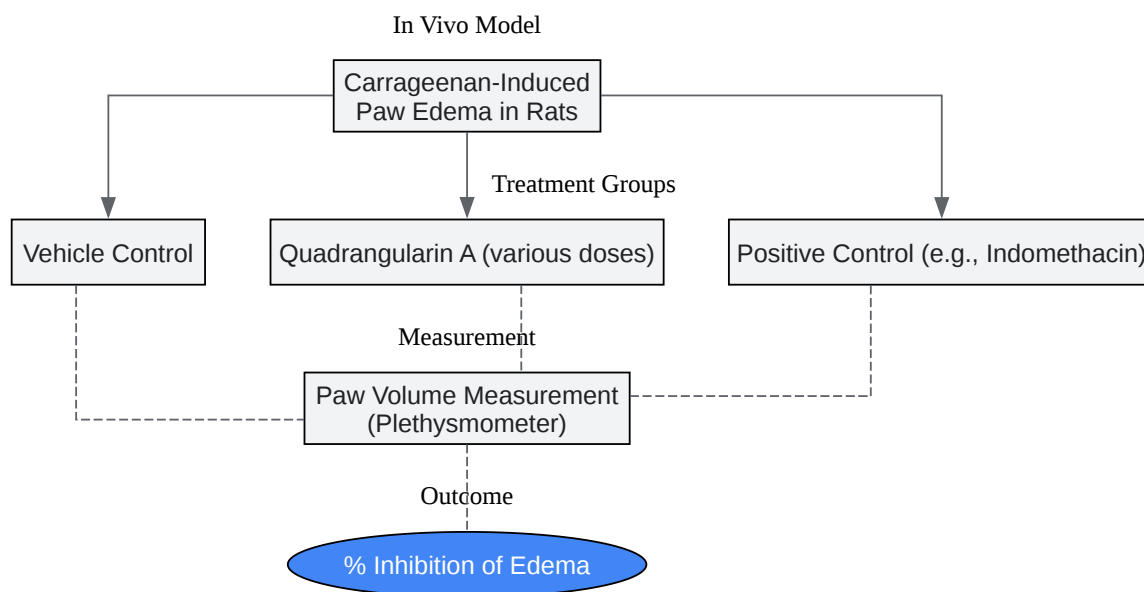 In Vivo Model
Carrageenan-Induced
Paw Edema in Rats
Treatment Groups
Vehicle Control
Quadrangularin A (various doses)
Positive Control (e.g., Indomethacin)
Measurement
Paw Volume Measurement
(Plethysmometer)
Outcome
% Inhibition of Edema